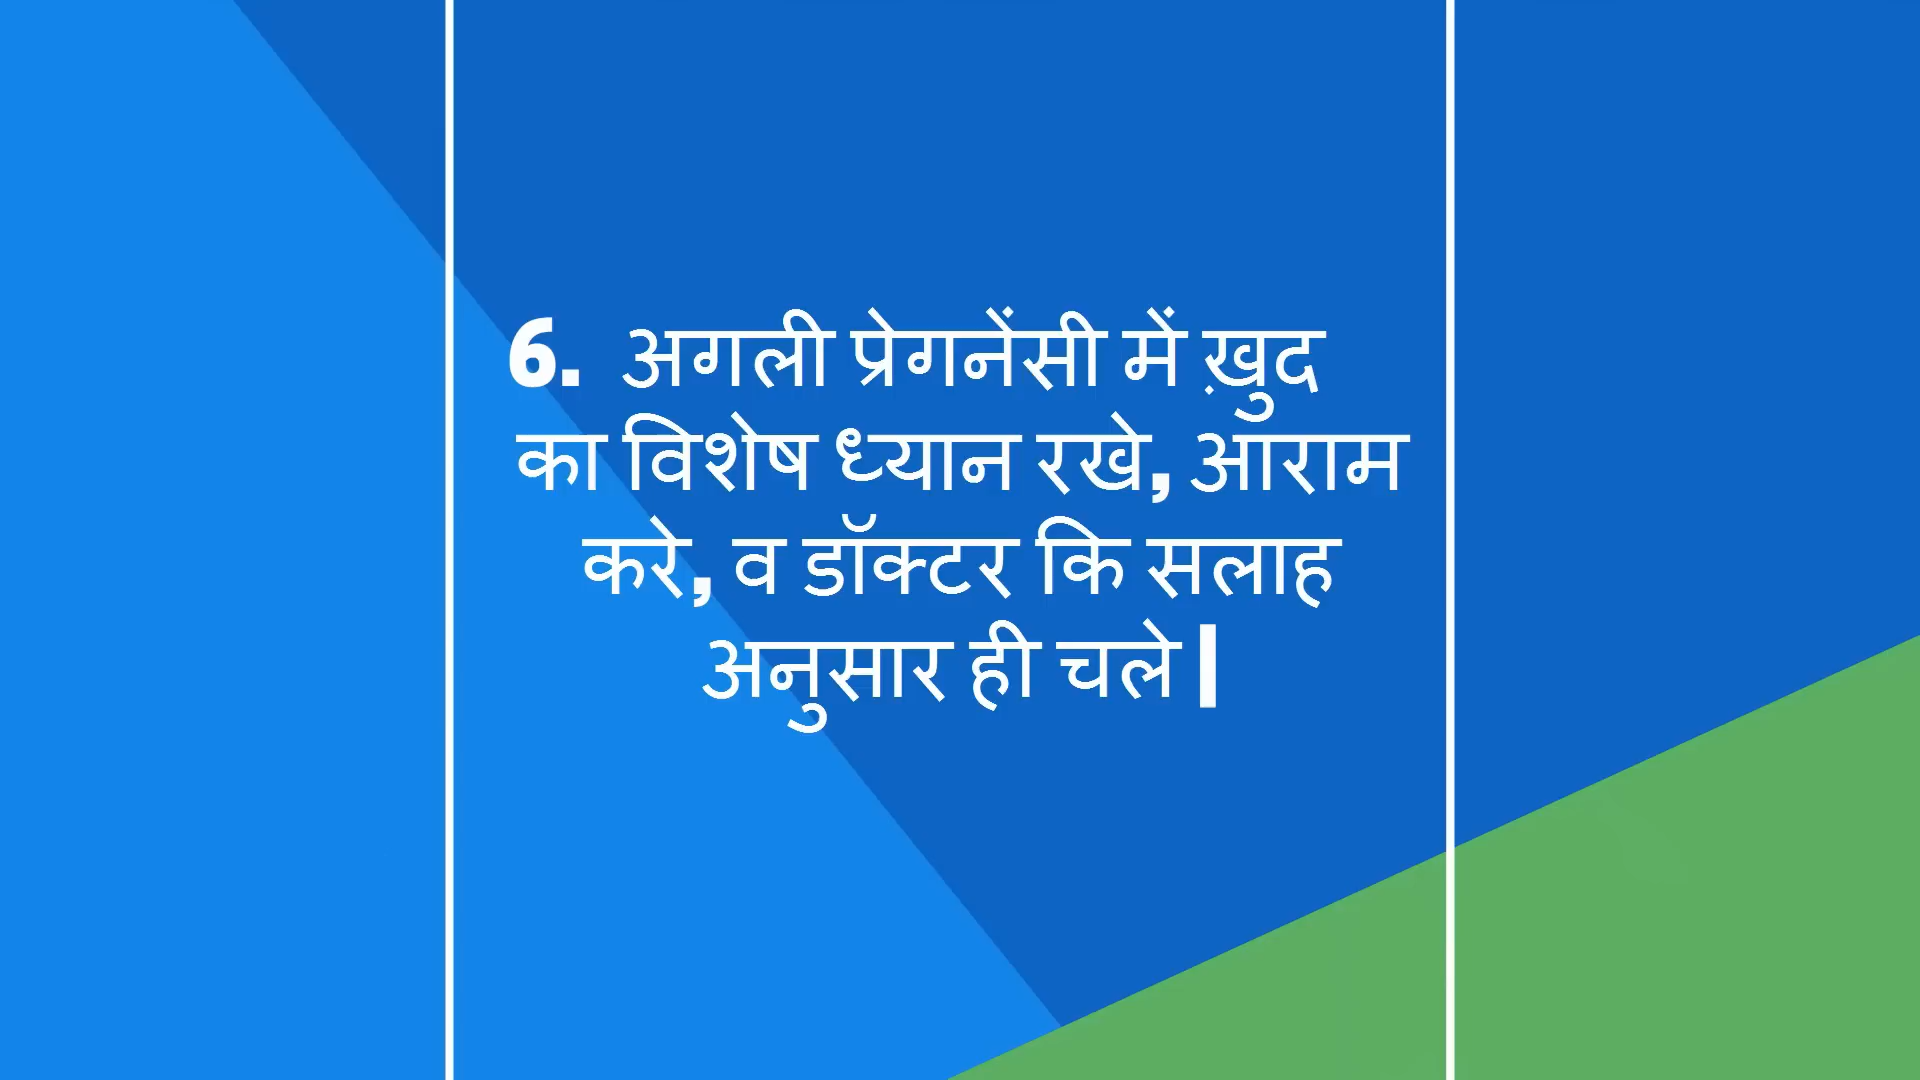 6. अगली प्रेगनेंसी में ख़ुद
का विशेष ध्यान रखे, आराम
करे, व डॉक्टर कि सलाह
अनुसार ही चले |